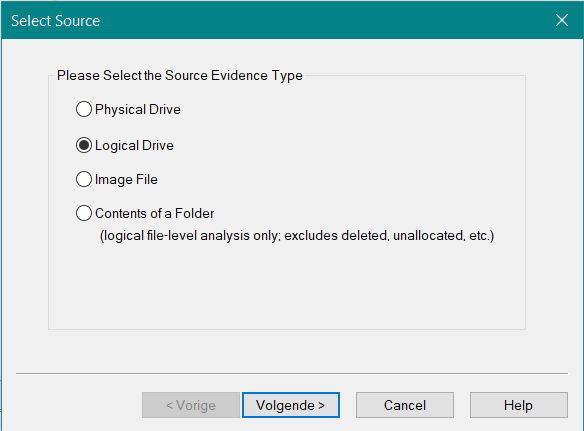 Select Source
Please Select the Source Evidence Type
Physical Drive
Logical Drive
Image File
Contents of a Folder
(logical file-level analysis only; excludes deleted, unallocated, etc.)
< Vorige
Volgende >
Cancel
Help